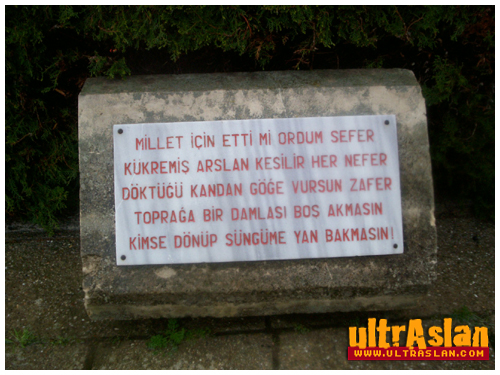 MİLLET İÇİN ETTİ Mİ ORDUM SEFER
KÜKREMİŞ ARSLAN KESİLİR HER NEFER
DÖKTÜĞÜ KANDAN GÖĞE VURSUN ZAFER
TOPRAĞA BİR DAMLASI BOŞ AKMASIN
KİMSE DÖNÜP SÜNGÜME YAN BAKMASIN!
ultrAslan
WWW.ULTRASLAN.COM